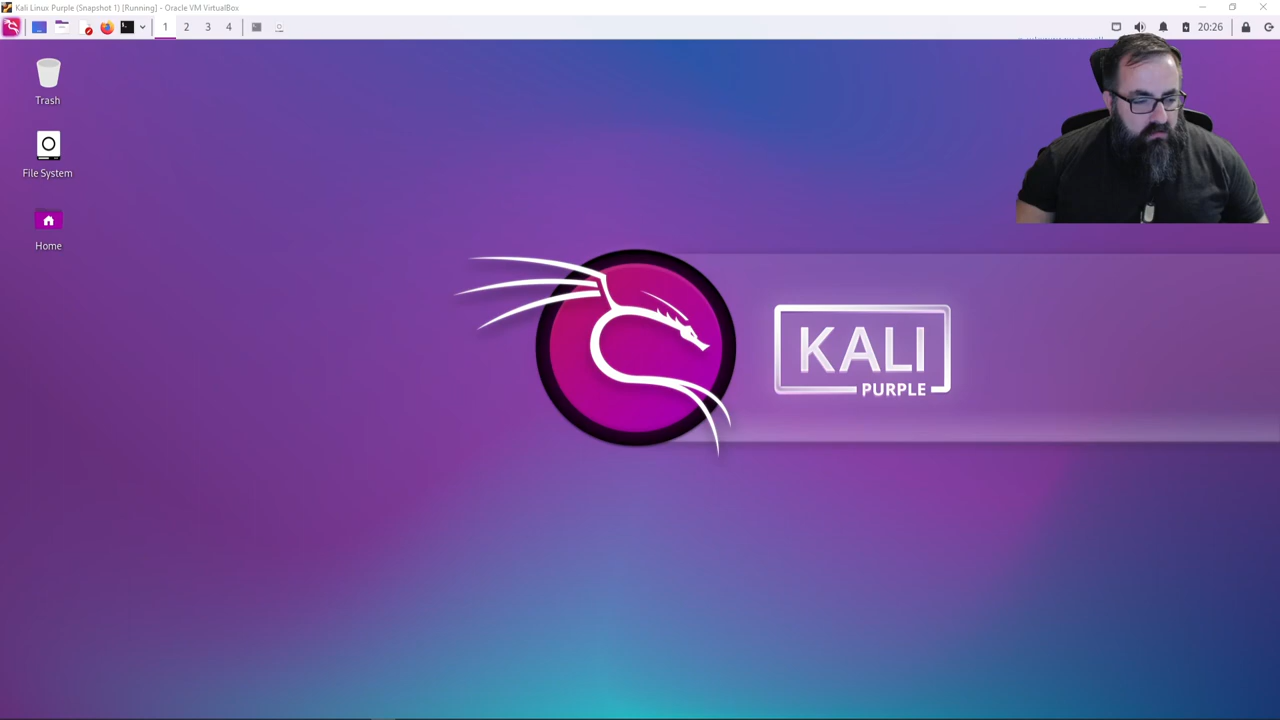 Kali Linux Purple (Snapshot 1) [Running] - Oracle VM VirtualBox
1 2 3 4
20:26
Trash
File System
Home
KALI
PURPLE